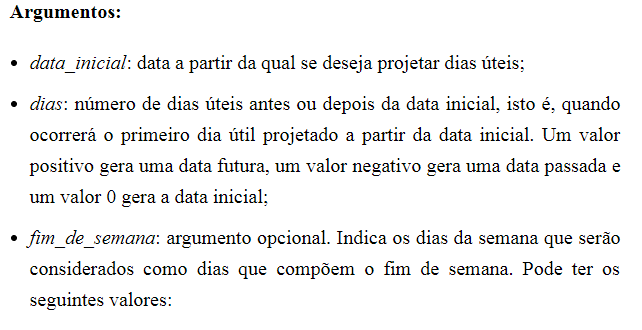 Argumentos:
• data_inicial: data a partir da qual se deseja projetar dias úteis;
• dias: número de dias úteis antes ou depois da data inicial, isto é, quando
ocorrerá o primeiro dia útil projetado a partir da data inicial. Um valor
positivo gera uma data futura, um valor negativo gera uma data passada e
um valor 0 gera a data inicial;
• fim_de_semana: argumento opcional. Indica os dias da semana que serão
considerados como dias que compõem o fim de semana. Pode ter os
seguintes valores: